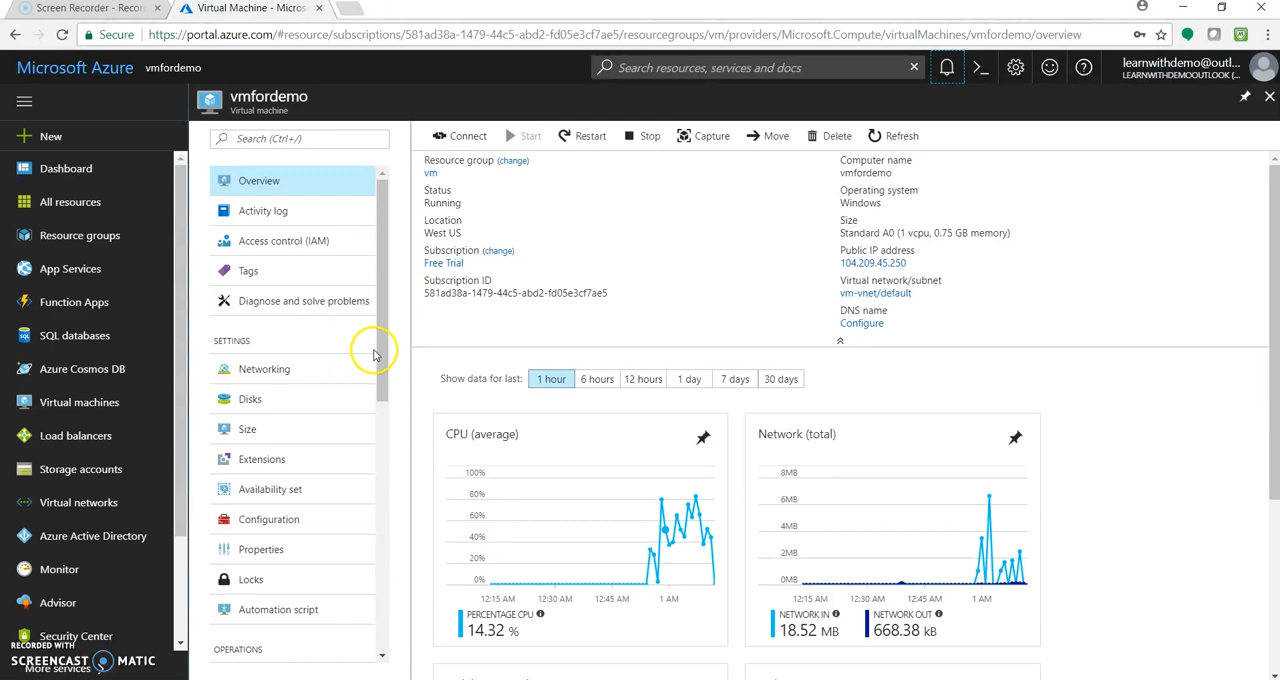 Screen Recorder - Recor
Virtual Machine - Micros
Secure
https://portal.azure.com/#resource/subscriptions/581ad38a-1479-44c5-abd2-fd05e3cf7ae5/resourcegroups/vm/providers/Microsoft.Compute/virtualMachines/vmfordemo/overview
Microsoft Azure
vmfordemo
Search resources, services and docs
learnwithdemo@outl...
LEARNWITHDEMOOUTLOOK (...
vmfordemo
Virtual machine
New
Dashboard
All resources
Resource groups
App Services
Function Apps
SQL databases
Azure Cosmos DB
Virtual machines
Load balancers
Storage accounts
Virtual networks
Azure Active Directory
Monitor
Advisor
Security Center
More services
RECORDED WITH
SCREENCAST MATIC
Search (Ctrl+/)
Overview
Activity log
Access control (IAM)
Tags
Diagnose and solve problems
SETTINGS
Networking
Disks
Size
Extensions
Availability set
Configuration
Properties
Locks
Automation script
OPERATIONS
Connect
Start
Restart
Stop
Capture
Move
Delete
Refresh
Resource group (change)
vm
Status
Running
Location
West US
Subscription (change)
Free Trial
Subscription ID
581ad38a-1479-44c5-abd2-fd05e3cf7ae5
Computer name
vmfordemo
Operating system
Windows
Size
Standard A0 (1 vcpu, 0.75 GB memory)
Public IP address
104.209.45.250
Virtual network/subnet
vm-vnet/default
DNS name
Configure
Show data for last:
1 hour
6 hours
12 hours
1 day
7 days
30 days
CPU (average)
100%
80%
60%
40%
20%
0%
12:15 AM
12:30 AM
12:45 AM
1 AM
PERCENTAGE CPU
14.32 %
Network (total)
8MB
6MB
4MB
2MB
0MB
12:15 AM
12:30 AM
12:45 AM
1 AM
NETWORK IN
18.52 MB
NETWORK OUT
668.38 kB